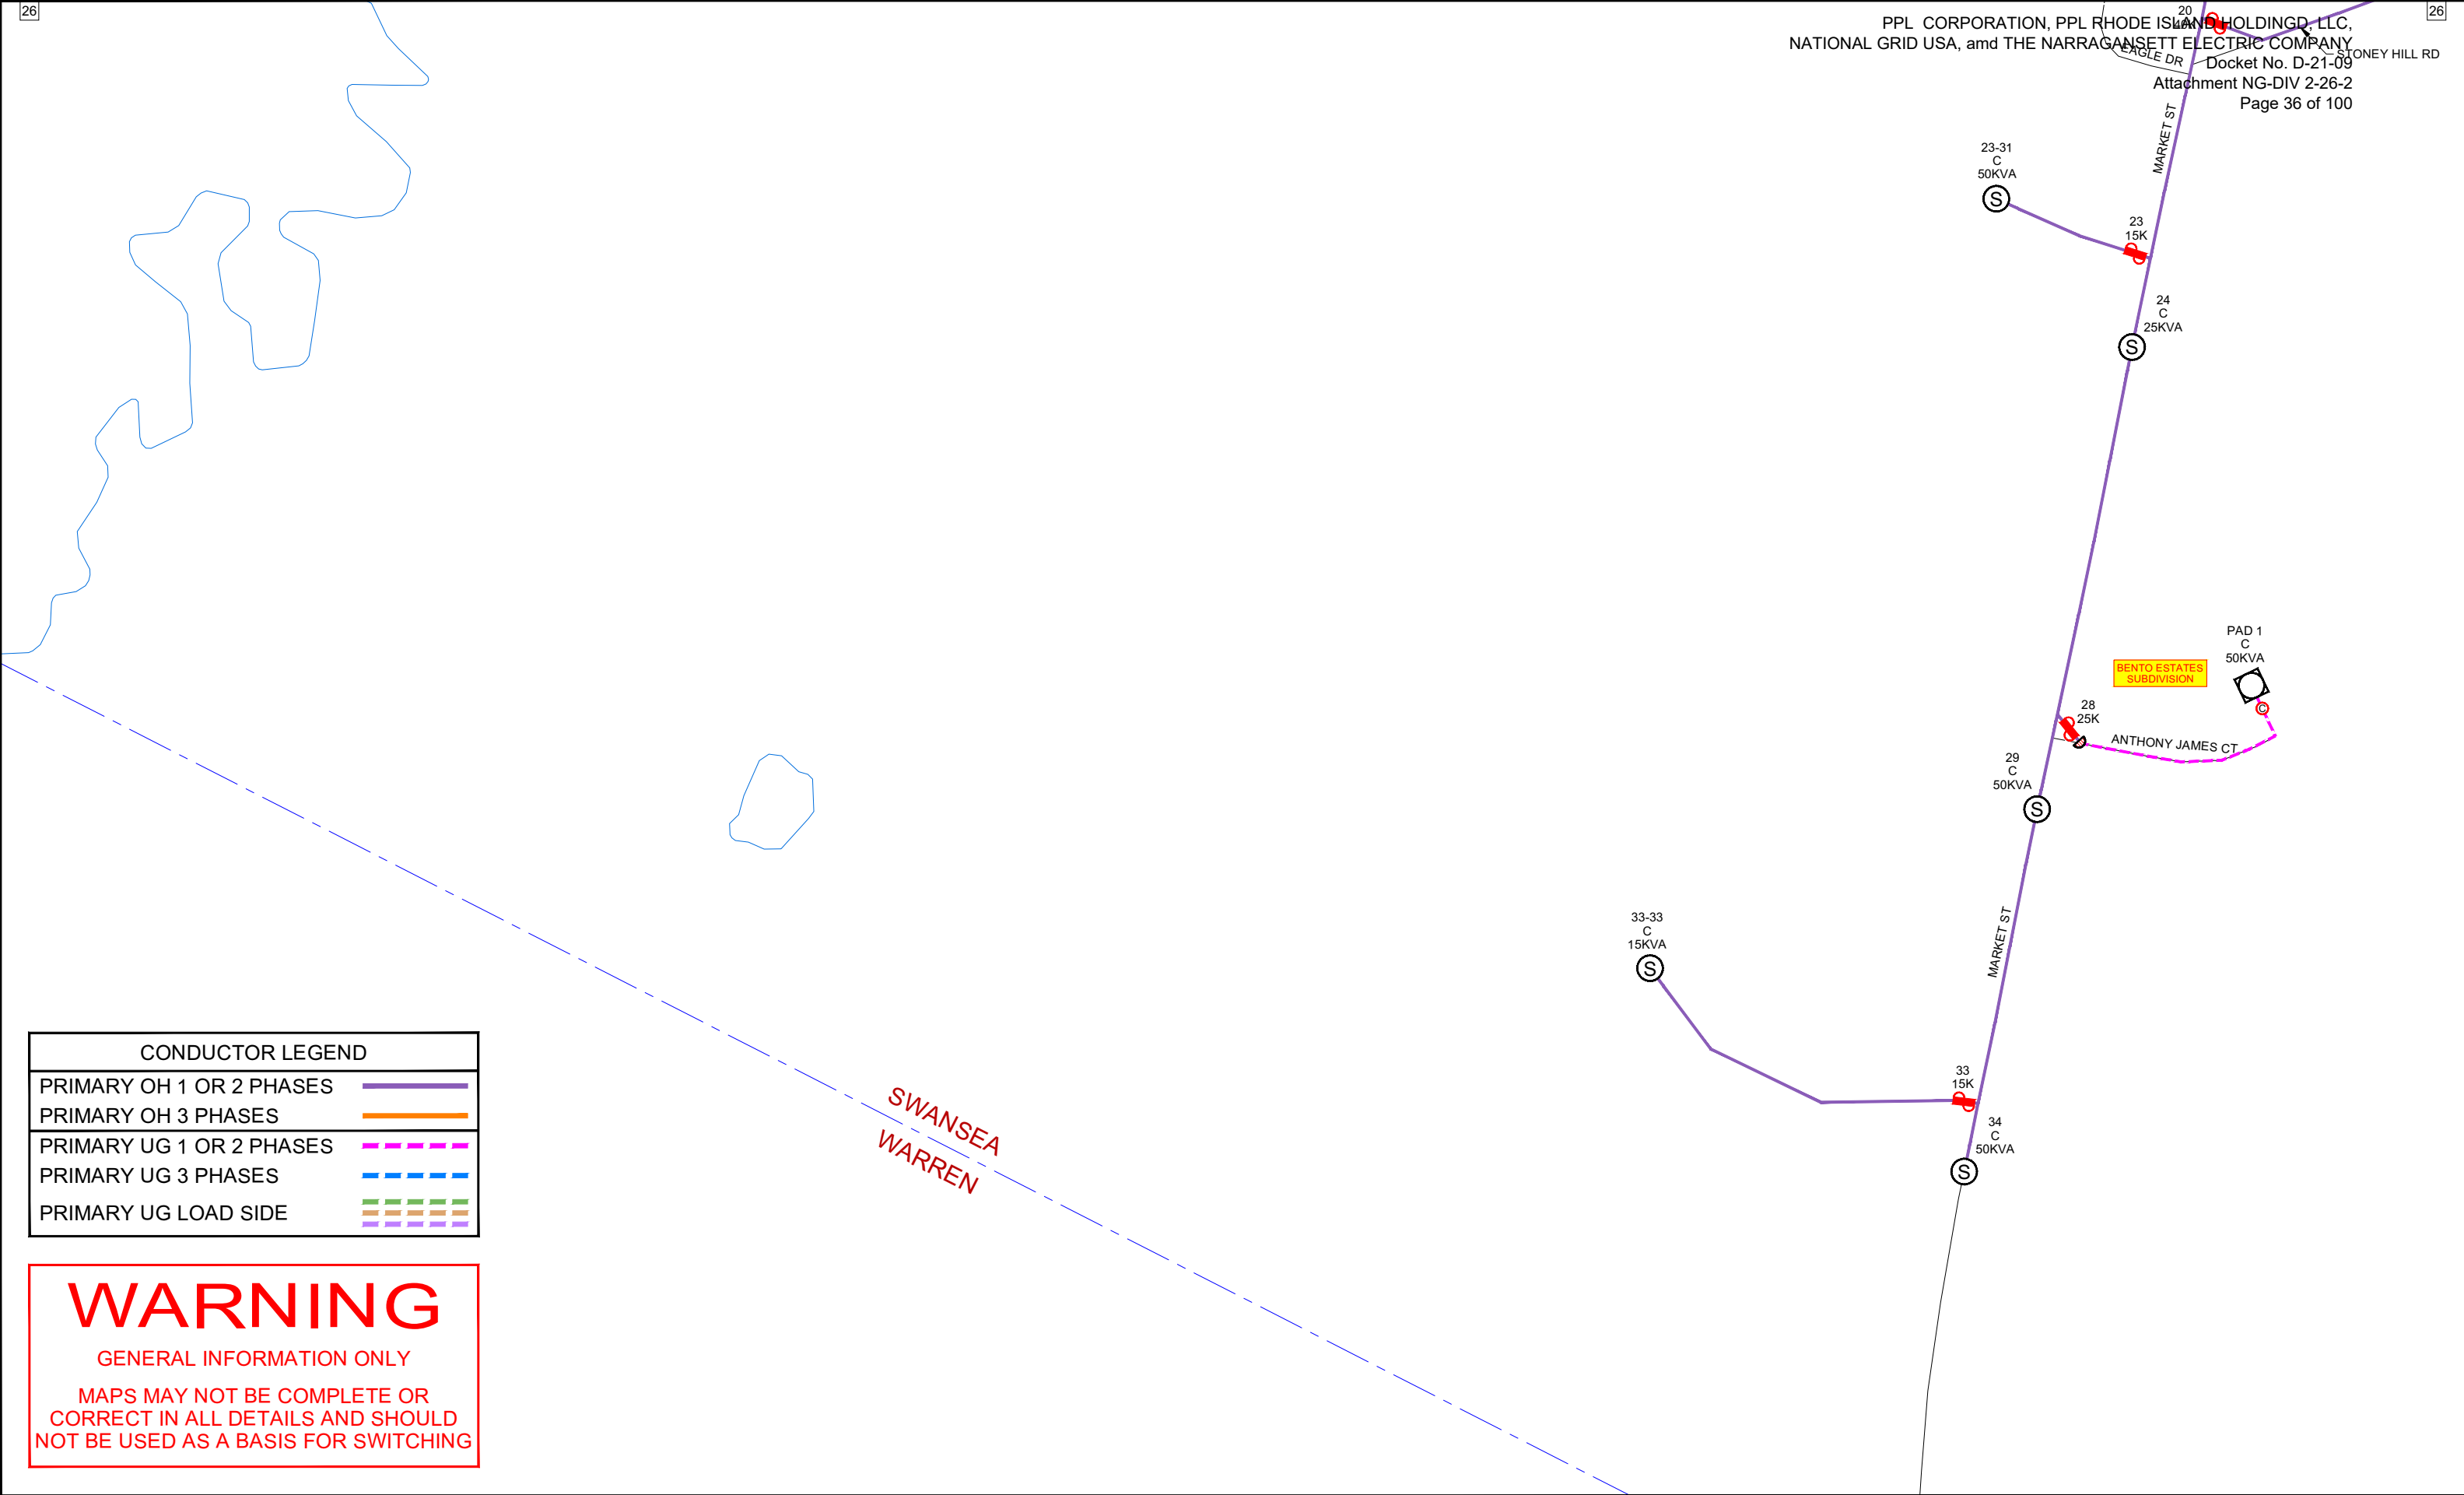 26
26
PPL CORPORATION, PPL RHODE ISLAND HOLDINGD, LLC,
NATIONAL GRID USA, amd THE NARRAGANSETT ELECTRIC COMPANY
Docket No. D-21-09
Attachment NG-DIV 2-26-2
Page 36 of 100
20
40K
STONEY HILL RD
EAGLE DR
MARKET ST
23-31
C
50KVA
S
23
15K
24
C
25KVA
S
PAD 1
C
50KVA
BENTO ESTATES
SUBDIVISION
C
28
25K
ANTHONY JAMES CT
29
C
50KVA
S
MARKET ST
33-33
C
15KVA
S
33
15K
34
C
50KVA
S
SWANSEA
WARREN
CONDUCTOR LEGEND
PRIMARY OH 1 OR 2 PHASES
PRIMARY OH 3 PHASES
PRIMARY UG 1 OR 2 PHASES
PRIMARY UG 3 PHASES
PRIMARY UG LOAD SIDE
WARNING
GENERAL INFORMATION ONLY
MAPS MAY NOT BE COMPLETE OR
CORRECT IN ALL DETAILS AND SHOULD
NOT BE USED AS A BASIS FOR SWITCHING